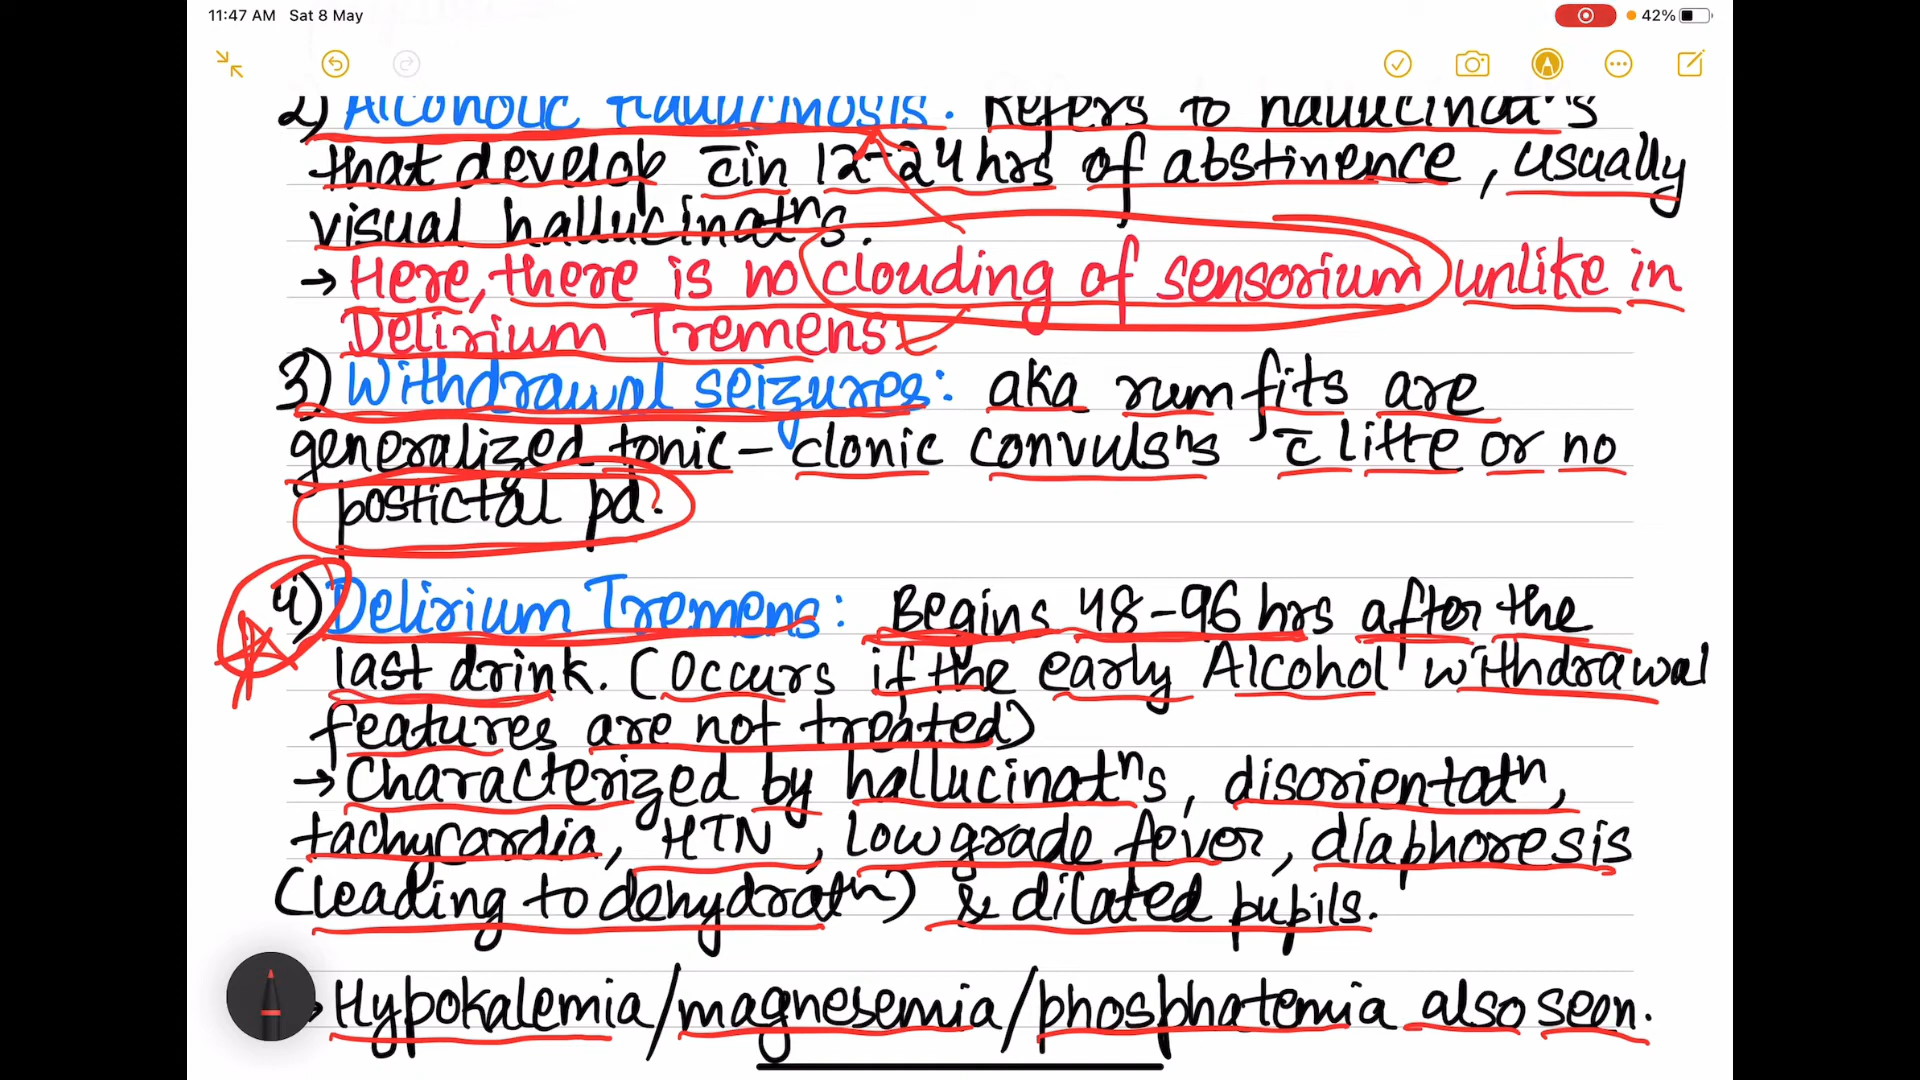 11:47 AM Sat 8 May 42%
2) Alcoholic Hallucinosis. Refers to hallucinatⁿs
that develop c̄in 12-24 hrs of abstinence, usually
visual hallucinatⁿs.
→ Here, there is no clouding of sensorium unlike in
Delirium Tremens
3) Withdrawal seizures: aka rum fits are
generalized tonic-clonic convulsⁿs c̄ litte or no
postictal pd.
4) Delirium Tremens: Begins 48-96 hrs after the
last drink. (Occurs if the early Alcohol withdrawal
features are not treated)
→ Characterized by hallucinatⁿs, disorientatⁿ,
tachycardia, HTN, low grade fever, diaphoresis
(leading to dehydratⁿ) & dilated pupils.
→ Hypokalemia/magnesemia/phosphatemia also seen.